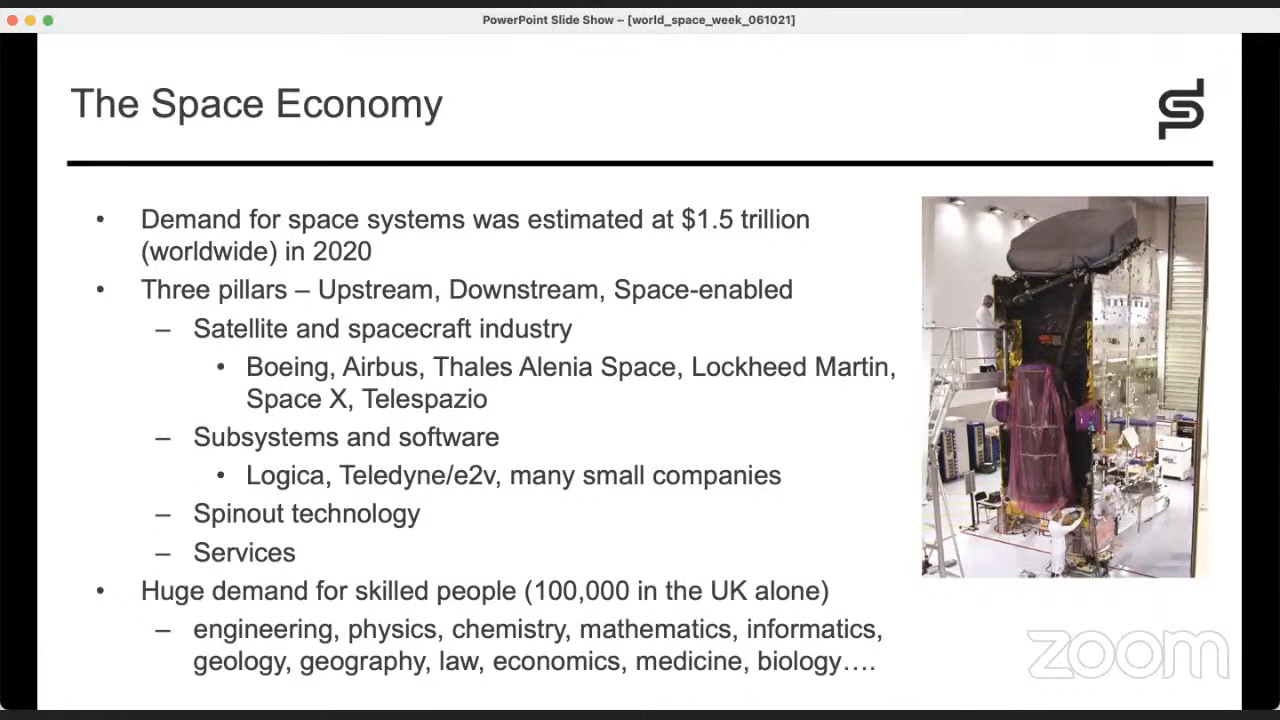 PowerPoint Slide Show – [world_space_week_061021]
The Space Economy
• Demand for space systems was estimated at $1.5 trillion
(worldwide) in 2020
• Three pillars – Upstream, Downstream, Space-enabled
– Satellite and spacecraft industry
• Boeing, Airbus, Thales Alenia Space, Lockheed Martin,
Space X, Telespazio
– Subsystems and software
• Logica, Teledyne/e2v, many small companies
– Spinout technology
– Services
• Huge demand for skilled people (100,000 in the UK alone)
– engineering, physics, chemistry, mathematics, informatics,
geology, geography, law, economics, medicine, biology….
zoom